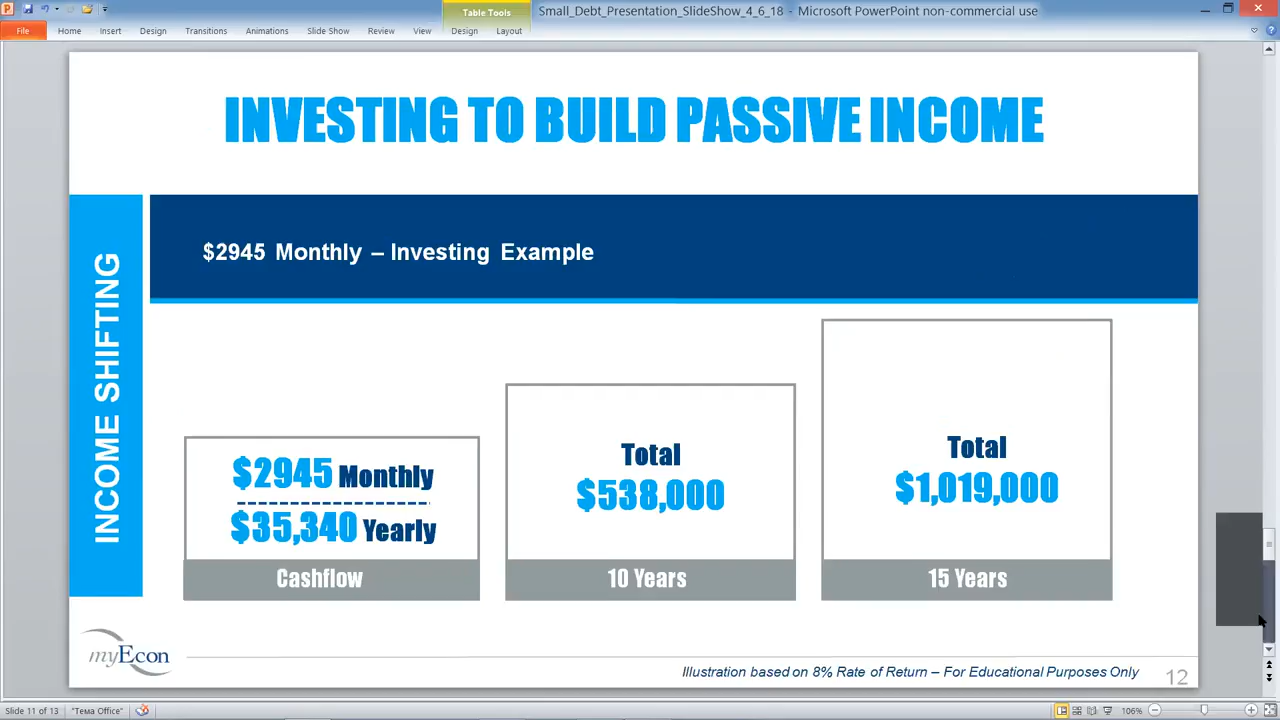 Table Tools
Small_Debt_Presentation_SlideShow_4_6_18 - Microsoft PowerPoint non-commercial use
File Home Insert Design Transitions Animations Slide Show Review View Design Layout
INVESTING TO BUILD PASSIVE INCOME
INCOME SHIFTING
$2945 Monthly – Investing Example
$2945 Monthly
$35,340 Yearly
Cashflow
Total
$538,000
10 Years
Total
$1,019,000
15 Years
myEcon
Illustration based on 8% Rate of Return – For Educational Purposes Only
12
Slide 11 of 13 "Тема Office" 106%